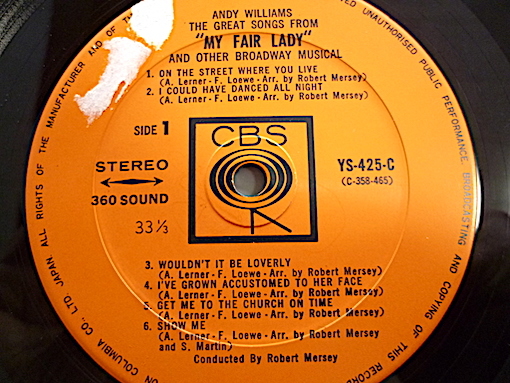 ANDY WILLIAMS
THE GREAT SONGS FROM
"MY FAIR LADY"
AND OTHER BROADWAY MUSICAL
1. ON THE STREET WHERE YOU LIVE
(A. Lerner - F. Loewe - Arr. by Robert Mersey)
2. I COULD HAVE DANCED ALL NIGHT
(A. Lerner - F. Loewe - Arr. by Robert Mersey)
SIDE 1
CBS
STEREO
360 SOUND
33 1/3
YS-425-C
(C-358-465)
3. WOULDN'T IT BE LOVERLY
(A. Lerner - F. Loewe - Arr. by Robert Mersey)
4. I'VE GROWN ACCUSTOMED TO HER FACE
(A. Lerner - F. Loewe - Arr. by Robert Mersey)
5. GET ME TO THE CHURCH ON TIME
(A. Lerner - F. Loewe - Arr. by Robert Mersey)
6. SHOW ME
(A. Lerner - F. Loewe - Arr. by Robert Mersey
and S. Martin)
Conducted By Robert Mersey
ON COLUMBIA CO., LTD JAPAN. ALL RIGHTS OF THE MANUFACTURER AND OF THE
UNAUTHORISED PUBLIC PERFORMANCE, BROADCASTING AND COPYING OF THIS RECORD